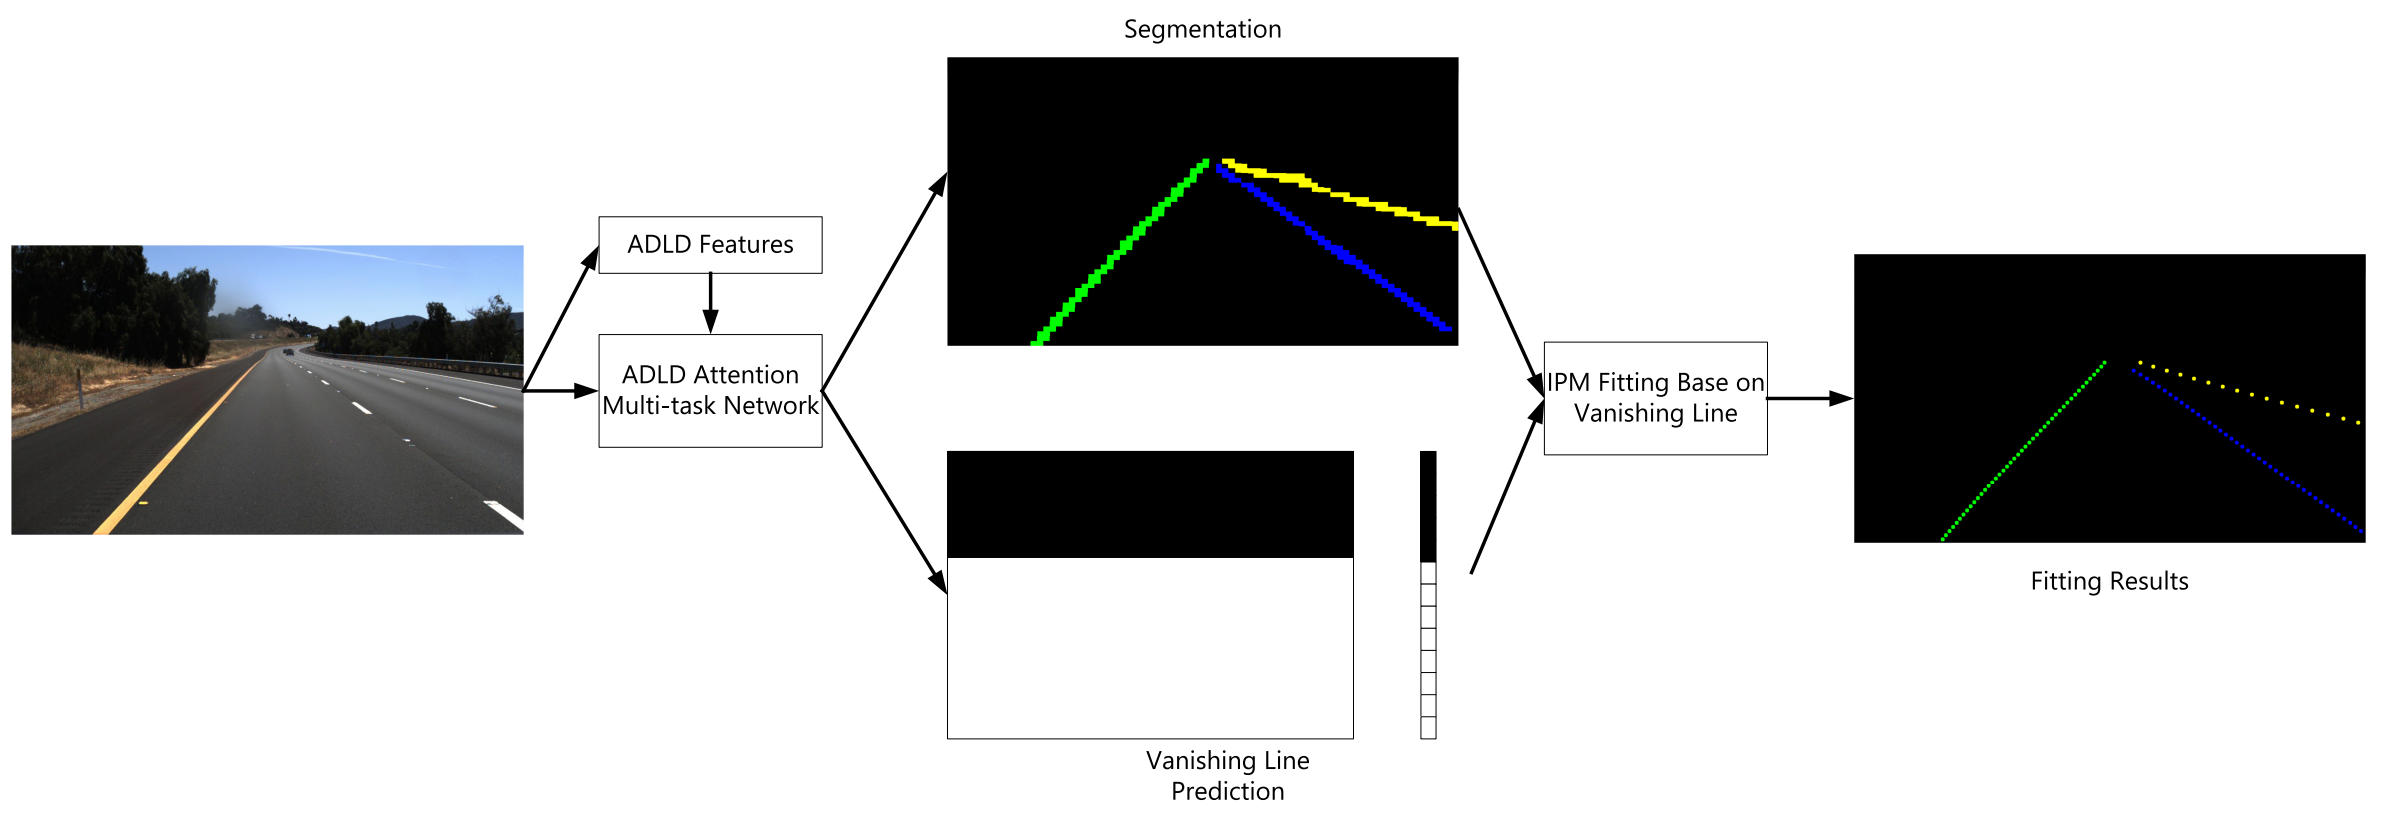 Segmentation
ADLD Features
ADLD Attention
Multi-task Network
IPM Fitting Base on
Vanishing Line
Vanishing Line
Prediction
Fitting Results